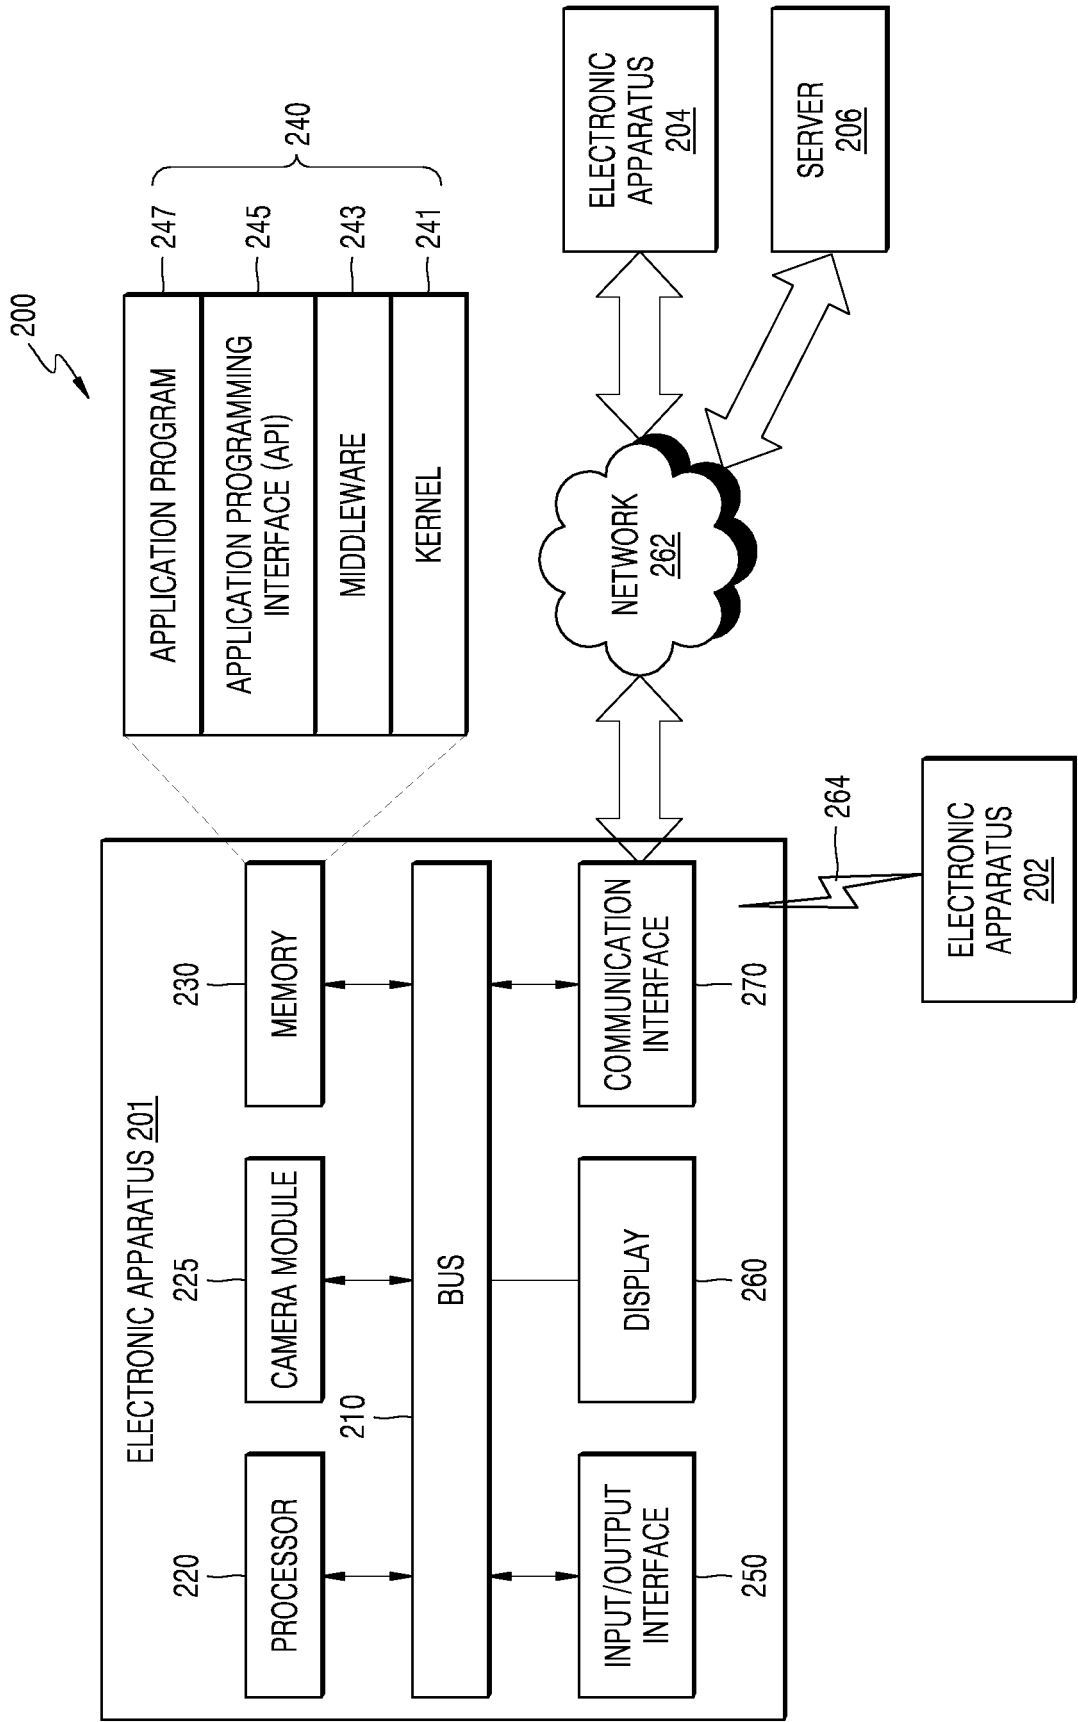 200
ELECTRONIC APPARATUS 201
220
225
230
PROCESSOR
CAMERA MODULE
MEMORY
210
BUS
INPUT/OUTPUT
INTERFACE
DISPLAY
COMMUNICATION
INTERFACE
250
260
270
APPLICATION PROGRAM
247
APPLICATION PROGRAMMING
INTERFACE (API)
245
MIDDLEWARE
243
KERNEL
241
240
NETWORK
262
ELECTRONIC
APPARATUS
204
SERVER
206
264
ELECTRONIC
APPARATUS
202